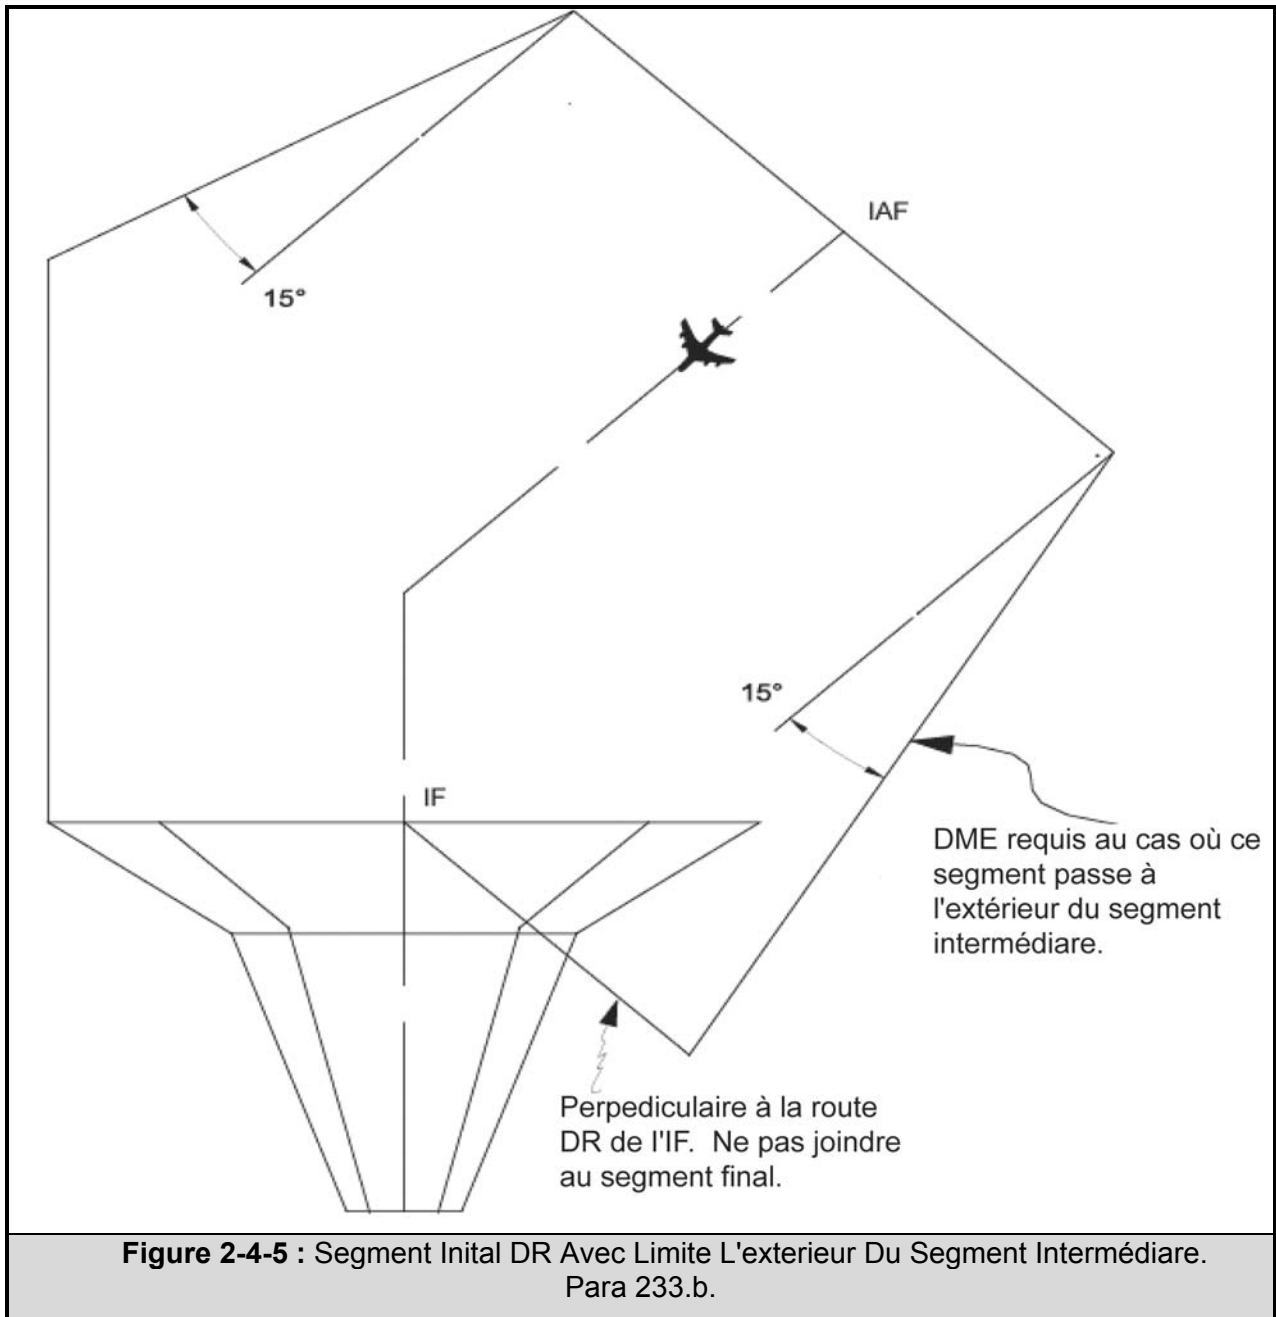 IAF
15°
15°
IF
DME requis au cas où ce
segment passe à
l'extérieur du segment
intermédiare.
Perpediculaire à la route
DR de l'IF. Ne pas joindre
au segment final.
Figure 2-4-5 : Segment Inital DR Avec Limite L'exterieur Du Segment Intermédiare.
Para 233.b.